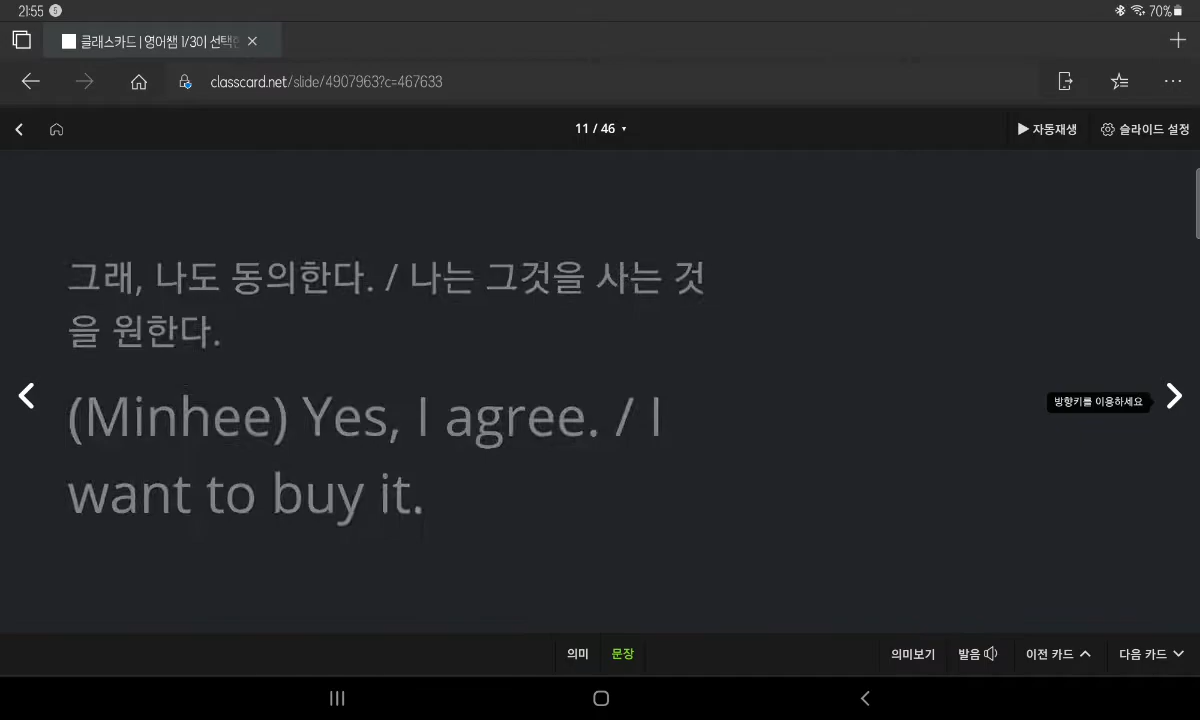 21:55 5 70%
클래스카드 | 영어쌤 1/3이 선택한
classcard.net/slide/4907963?c=467633
11 / 46 자동재생 슬라이드 설정
그래, 나도 동의한다. / 나는 그것을 사는 것
을 원한다.
방향키를 이용하세요
(Minhee) Yes, I agree. / I
want to buy it.
의미 문장 의미보기 발음 이전 카드 다음 카드